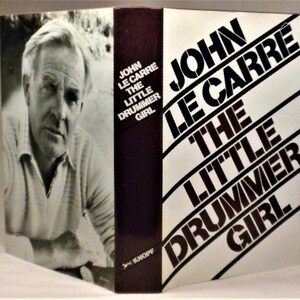 JOHN
LE CARRE
THE
LITTLE
DRUMMER
GIRL
KNOPF
JOHN
LE CARRE
THE
LITTLE
DRUMMER
GIRL